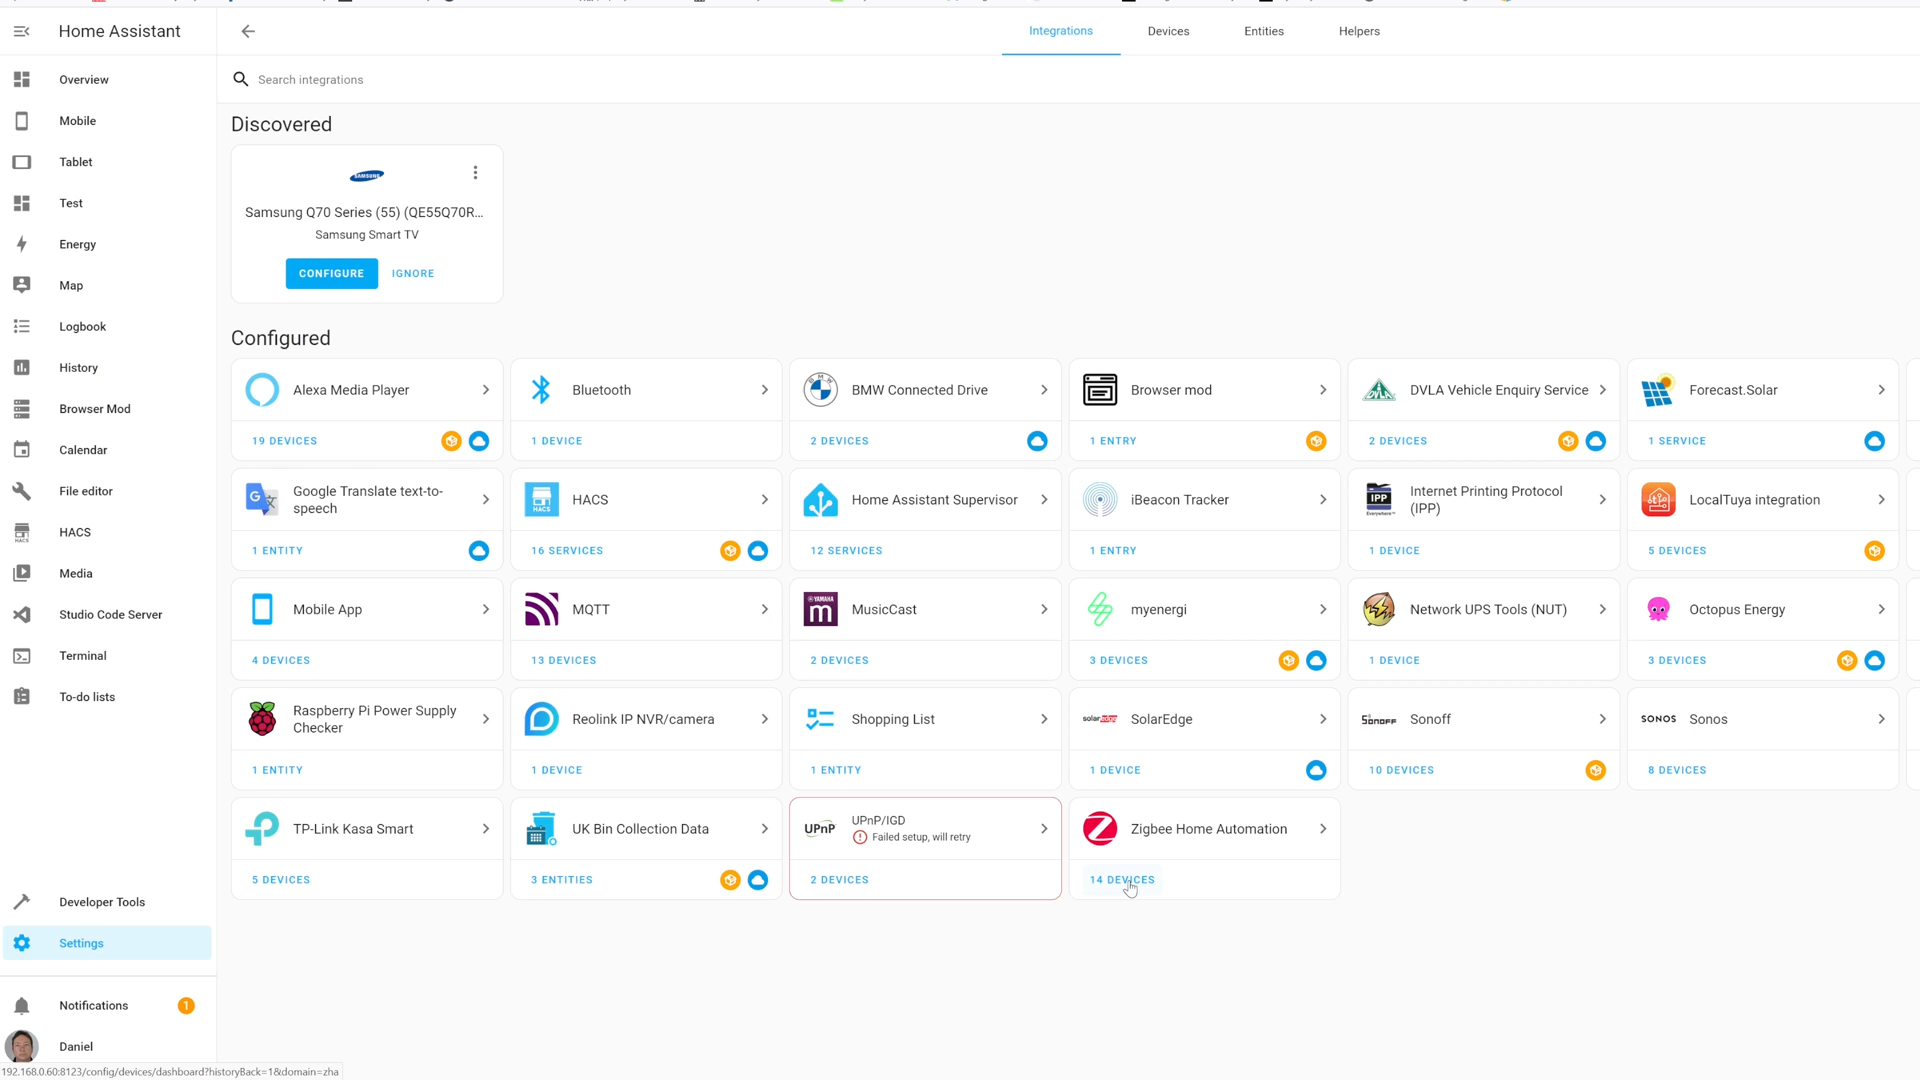 Home Assistant
Integrations
Devices
Entities
Helpers
Overview
Mobile
Tablet
Test
Energy
Map
Logbook
History
Browser Mod
Calendar
File editor
HACS
Media
Studio Code Server
Terminal
To-do lists
Developer Tools
Settings
Notifications
1
Daniel
Search integrations
Discovered
SAMSUNG
Samsung Q70 Series (55) (QE55Q70R...
Samsung Smart TV
CONFIGURE
IGNORE
Configured
Alexa Media Player
19 DEVICES
Bluetooth
1 DEVICE
BMW Connected Drive
2 DEVICES
Browser mod
1 ENTRY
DVLA Vehicle Enquiry Service
2 DEVICES
Forecast.Solar
1 SERVICE
Google Translate text-to-
speech
1 ENTITY
HACS
HACS
16 SERVICES
Home Assistant Supervisor
12 SERVICES
iBeacon Tracker
1 ENTRY
IPP
Internet Printing Protocol
(IPP)
1 DEVICE
LocalTuya integration
5 DEVICES
Mobile App
4 DEVICES
MQTT
13 DEVICES
YAMAHA
MusicCast
2 DEVICES
myenergi
3 DEVICES
Network UPS Tools (NUT)
1 DEVICE
Octopus Energy
3 DEVICES
Raspberry Pi Power Supply
Checker
1 ENTITY
Reolink IP NVR/camera
1 DEVICE
Shopping List
1 ENTITY
solaredge
SolarEdge
1 DEVICE
SONOFF
Sonoff
10 DEVICES
SONOS
Sonos
8 DEVICES
TP-Link Kasa Smart
5 DEVICES
UK Bin Collection Data
3 ENTITIES
UPnP
UPnP/IGD
Failed setup, will retry
2 DEVICES
Zigbee Home Automation
14 DEVICES
192.168.0.60:8123/config/devices/dashboard?historyBack=1&domain=zha